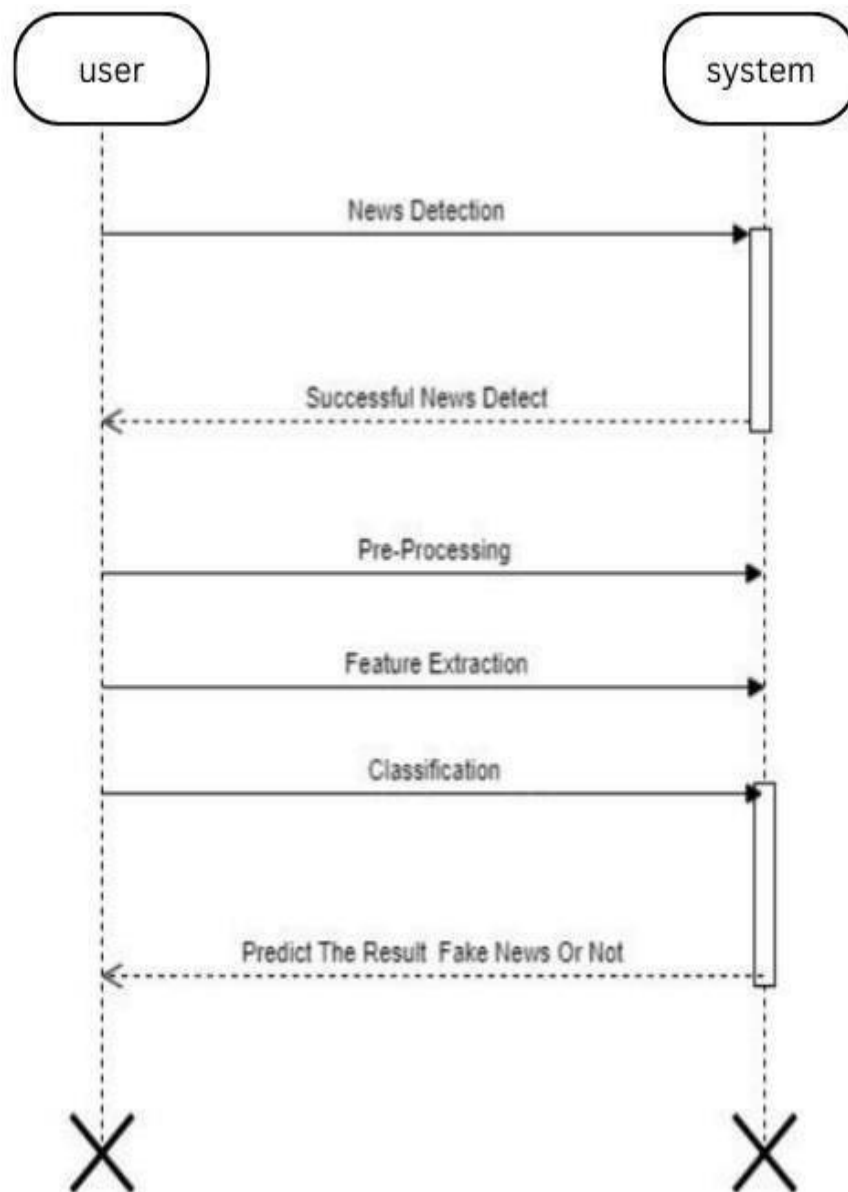 user
system
News Detection
Successful News Detect
Pre-Processing
Feature Extraction
Classification
Predict The Result Fake News Or Not